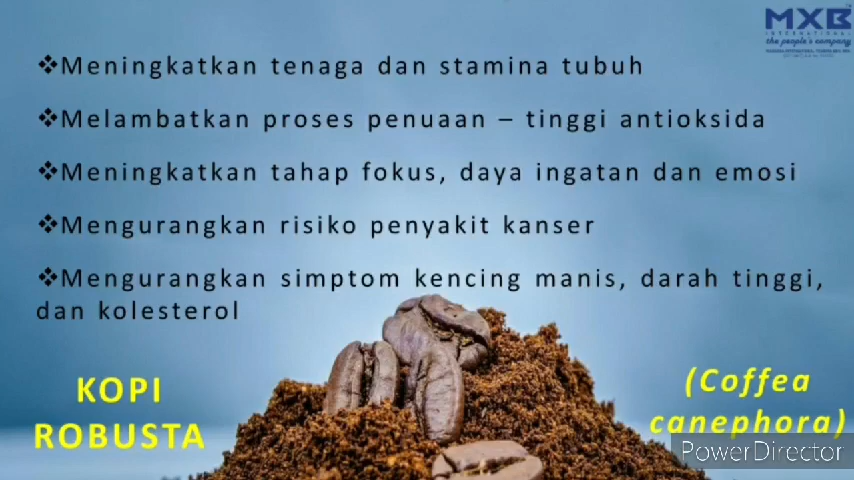 MXB
INTERNATIONAL
the people's company
❖Meningkatkan tenaga dan stamina tubuh
❖Melambatkan proses penuaan – tinggi antioksida
❖Meningkatkan tahap fokus, daya ingatan dan emosi
❖Mengurangkan risiko penyakit kanser
❖Mengurangkan simptom kencing manis, darah tinggi,
dan kolesterol
KOPI
ROBUSTA
(Coffea
canephora)
PowerDirector